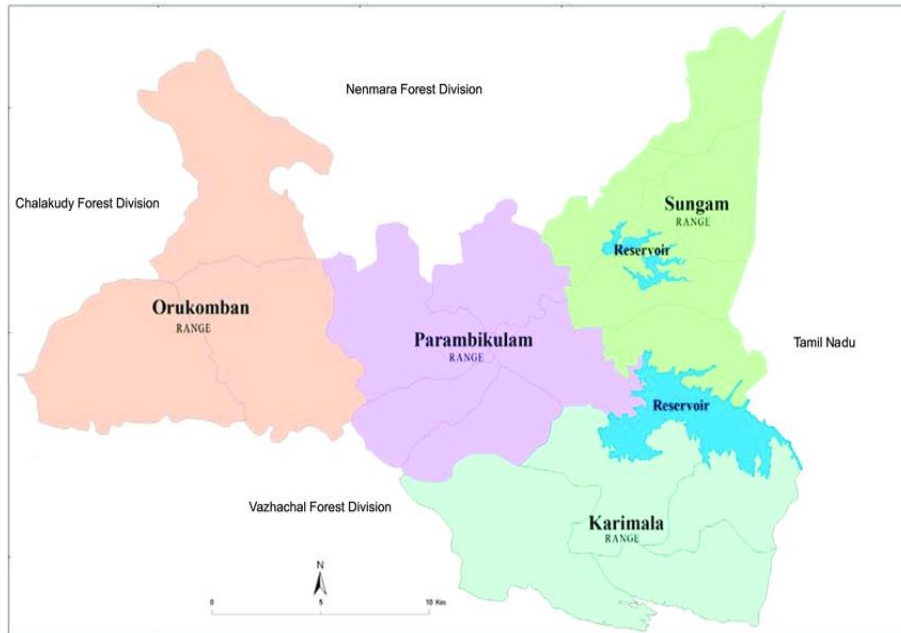 Nenmara Forest Division
Chalakudy Forest Division
Sungam
RANGE
Reservoir
Orukomban
RANGE
Parambikulam
RANGE
Tamil Nadu
Reservoir
Vazhachal Forest Division
Karimala
RANGE
N
0 5 10 Km